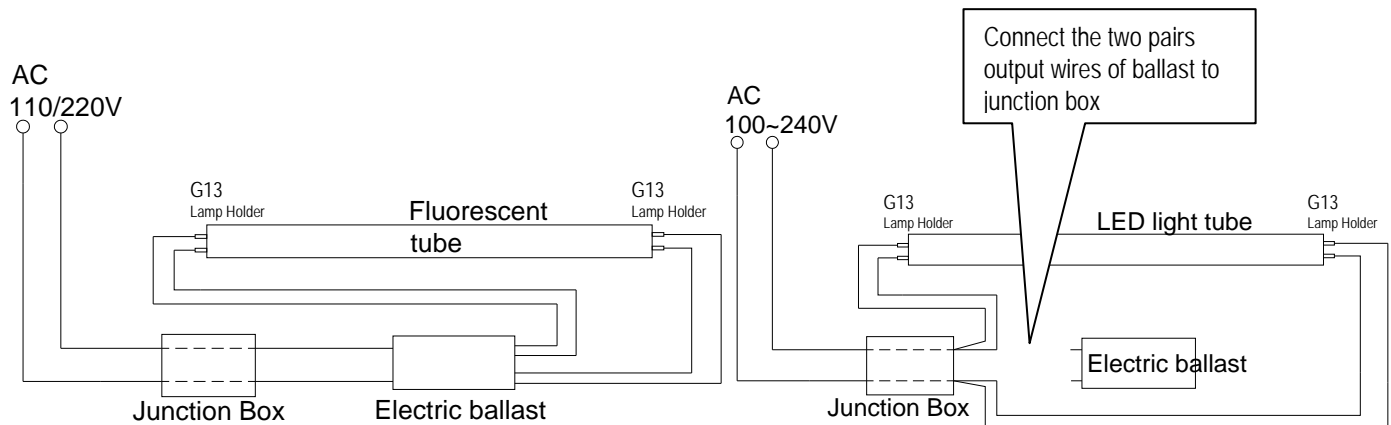 AC
110/220V
G13
Lamp Holder
Fluorescent
tube
G13
Lamp Holder
Junction Box
Electric ballast
Connect the two pairs
output wires of ballast to
junction box
AC
100~240V
G13
Lamp Holder
LED light tube
G13
Lamp Holder
Electric ballast
Junction Box